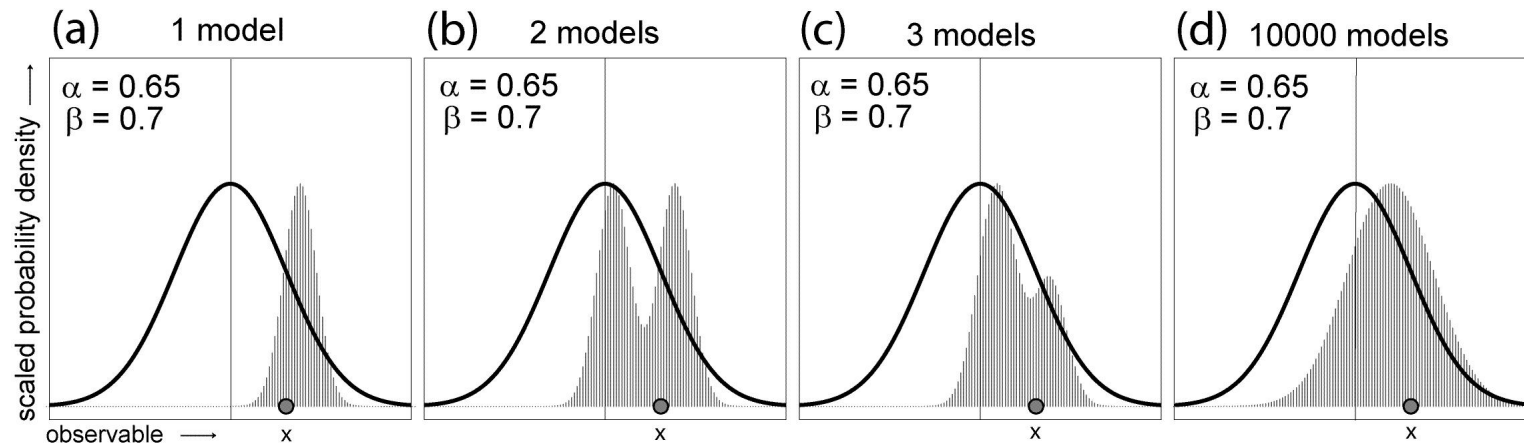 (a) 1 model
α = 0.65
β = 0.7
(b) 2 models
α = 0.65
β = 0.7
(c) 3 models
α = 0.65
β = 0.7
(d) 10000 models
α = 0.65
β = 0.7
scaled probability density →
observable → x
x
x
x